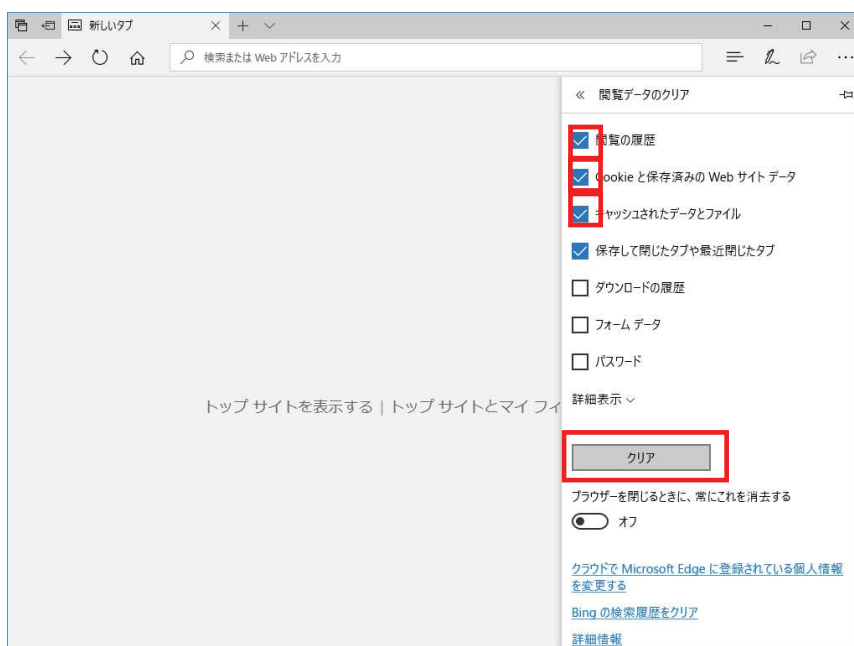 新しいタブ
検索または Web アドレスを入力
閲覧データのクリア
閲覧の履歴
Cookie と保存済みの Web サイト データ
キャッシュされたデータとファイル
保存して閉じたタブや最近閉じたタブ
ダウンロードの履歴
フォーム データ
パスワード
詳細表示
トップ サイトを表示する | トップ サイトとマイ フィ
クリア
ブラウザーを閉じるときに、常にこれを消去する
オフ
クラウドで Microsoft Edge に登録されている個人情報
を変更する
Bing の検索履歴をクリア
詳細情報